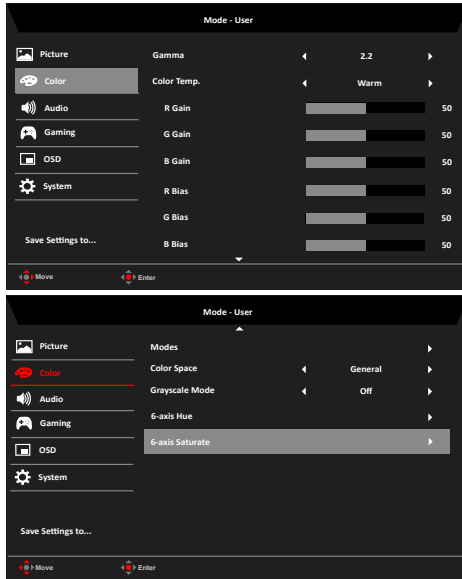 Mode - User
Picture
Gamma 2.2
Color
Color Temp. Warm
Audio
R Gain 50
Gaming
G Gain 50
OSD
B Gain 50
System
R Bias 50
G Bias 50
Save Settings to...
B Bias 50
Move Enter
Mode - User
Picture
Modes
Color
Color Space General
Audio
Grayscale Mode Off
Gaming
6-axis Hue
OSD
6-axis Saturate
System
Save Settings to...
Move Enter